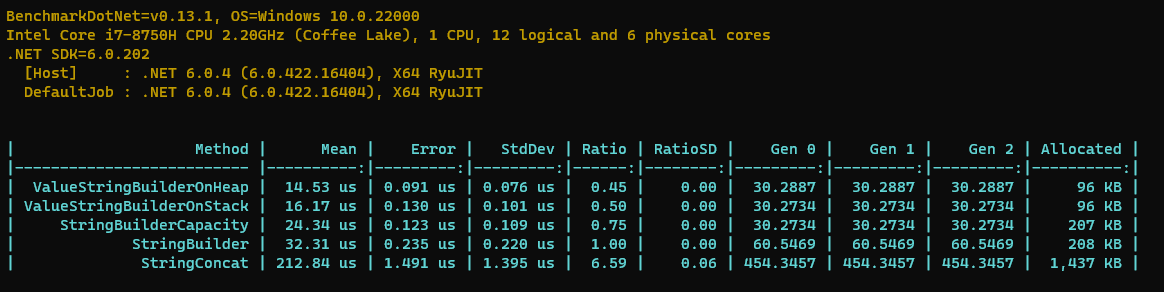 BenchmarkDotNet=v0.13.1, OS=Windows 10.0.22000
Intel Core i7-8750H CPU 2.20GHz (Coffee Lake), 1 CPU, 12 logical and 6 physical cores
.NET SDK=6.0.202
  [Host]     : .NET 6.0.4 (6.0.422.16404), X64 RyuJIT
  DefaultJob : .NET 6.0.4 (6.0.422.16404), X64 RyuJIT
|                    Method |      Mean |    Error |   StdDev | Ratio | RatioSD |    Gen 0 |    Gen 1 |    Gen 2 | Allocated |
|-------------------------- |----------:|---------:|---------:|------:|--------:|---------:|---------:|---------:|----------:|
|  ValueStringBuilderOnHeap |  14.53 us | 0.091 us | 0.076 us |  0.45 |    0.00 |  30.2887 |  30.2887 |  30.2887 |     96 KB |
| ValueStringBuilderOnStack |  16.17 us | 0.130 us | 0.101 us |  0.50 |    0.00 |  30.2734 |  30.2734 |  30.2734 |     96 KB |
|     StringBuilderCapacity |  24.34 us | 0.123 us | 0.109 us |  0.75 |    0.00 |  30.2734 |  30.2734 |  30.2734 |    207 KB |
|             StringBuilder |  32.31 us | 0.235 us | 0.220 us |  1.00 |    0.00 |  60.5469 |  60.5469 |  60.5469 |    208 KB |
|              StringConcat | 212.84 us | 1.491 us | 1.395 us |  6.59 |    0.06 | 454.3457 | 454.3457 | 454.3457 |  1,437 KB |